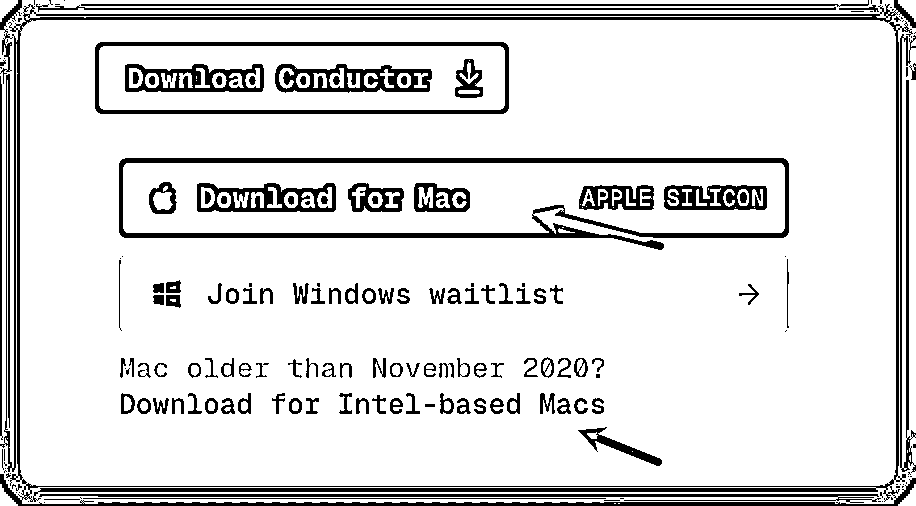 Download Conductor
Download for Mac APPLE SILICON
Join Windows waitlist
Mac older than November 2020?
Download for Intel-based Macs